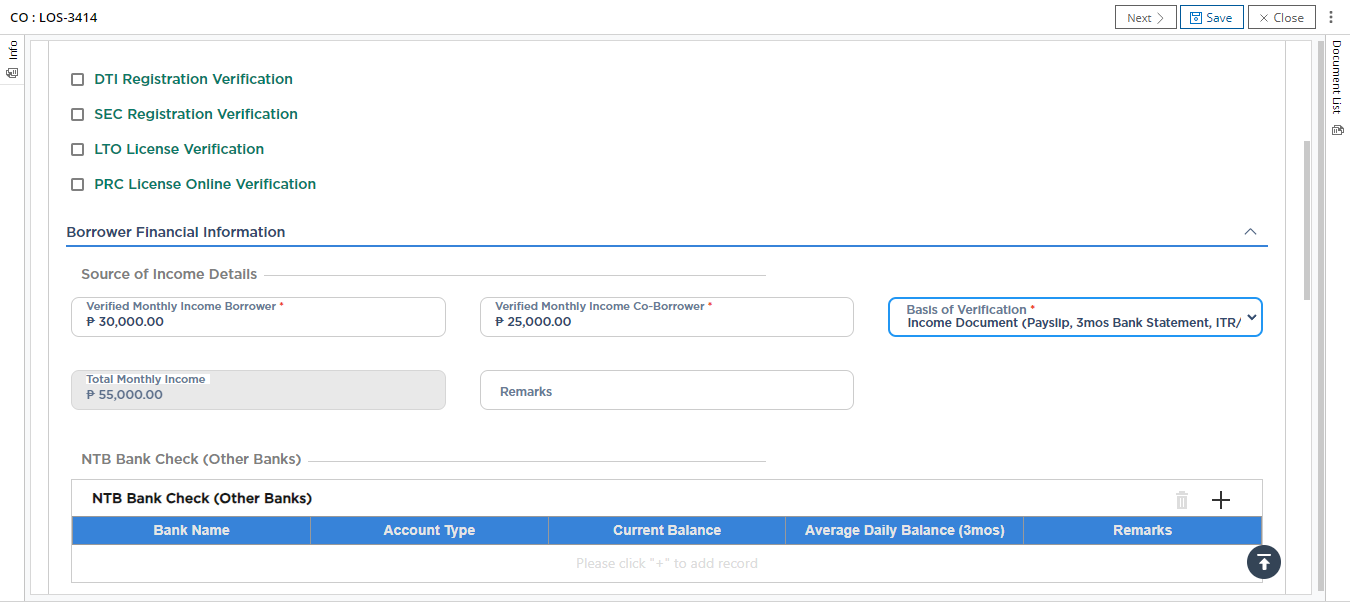 CO : LOS-3414
Next
Save
Close
Info
Document List
DTI Registration Verification
SEC Registration Verification
LTO License Verification
PRC License Online Verification
Borrower Financial Information
Source of Income Details
Verified Monthly Income Borrower *
₱ 30,000.00
Verified Monthly Income Co-Borrower *
₱ 25,000.00
Basis of Verification *
Income Document (Payslip, 3mos Bank Statement, ITR/
Total Monthly Income
₱ 55,000.00
Remarks
NTB Bank Check (Other Banks)
NTB Bank Check (Other Banks)
Bank Name Account Type Current Balance Average Daily Balance (3mos) Remarks
Please click "+" to add record